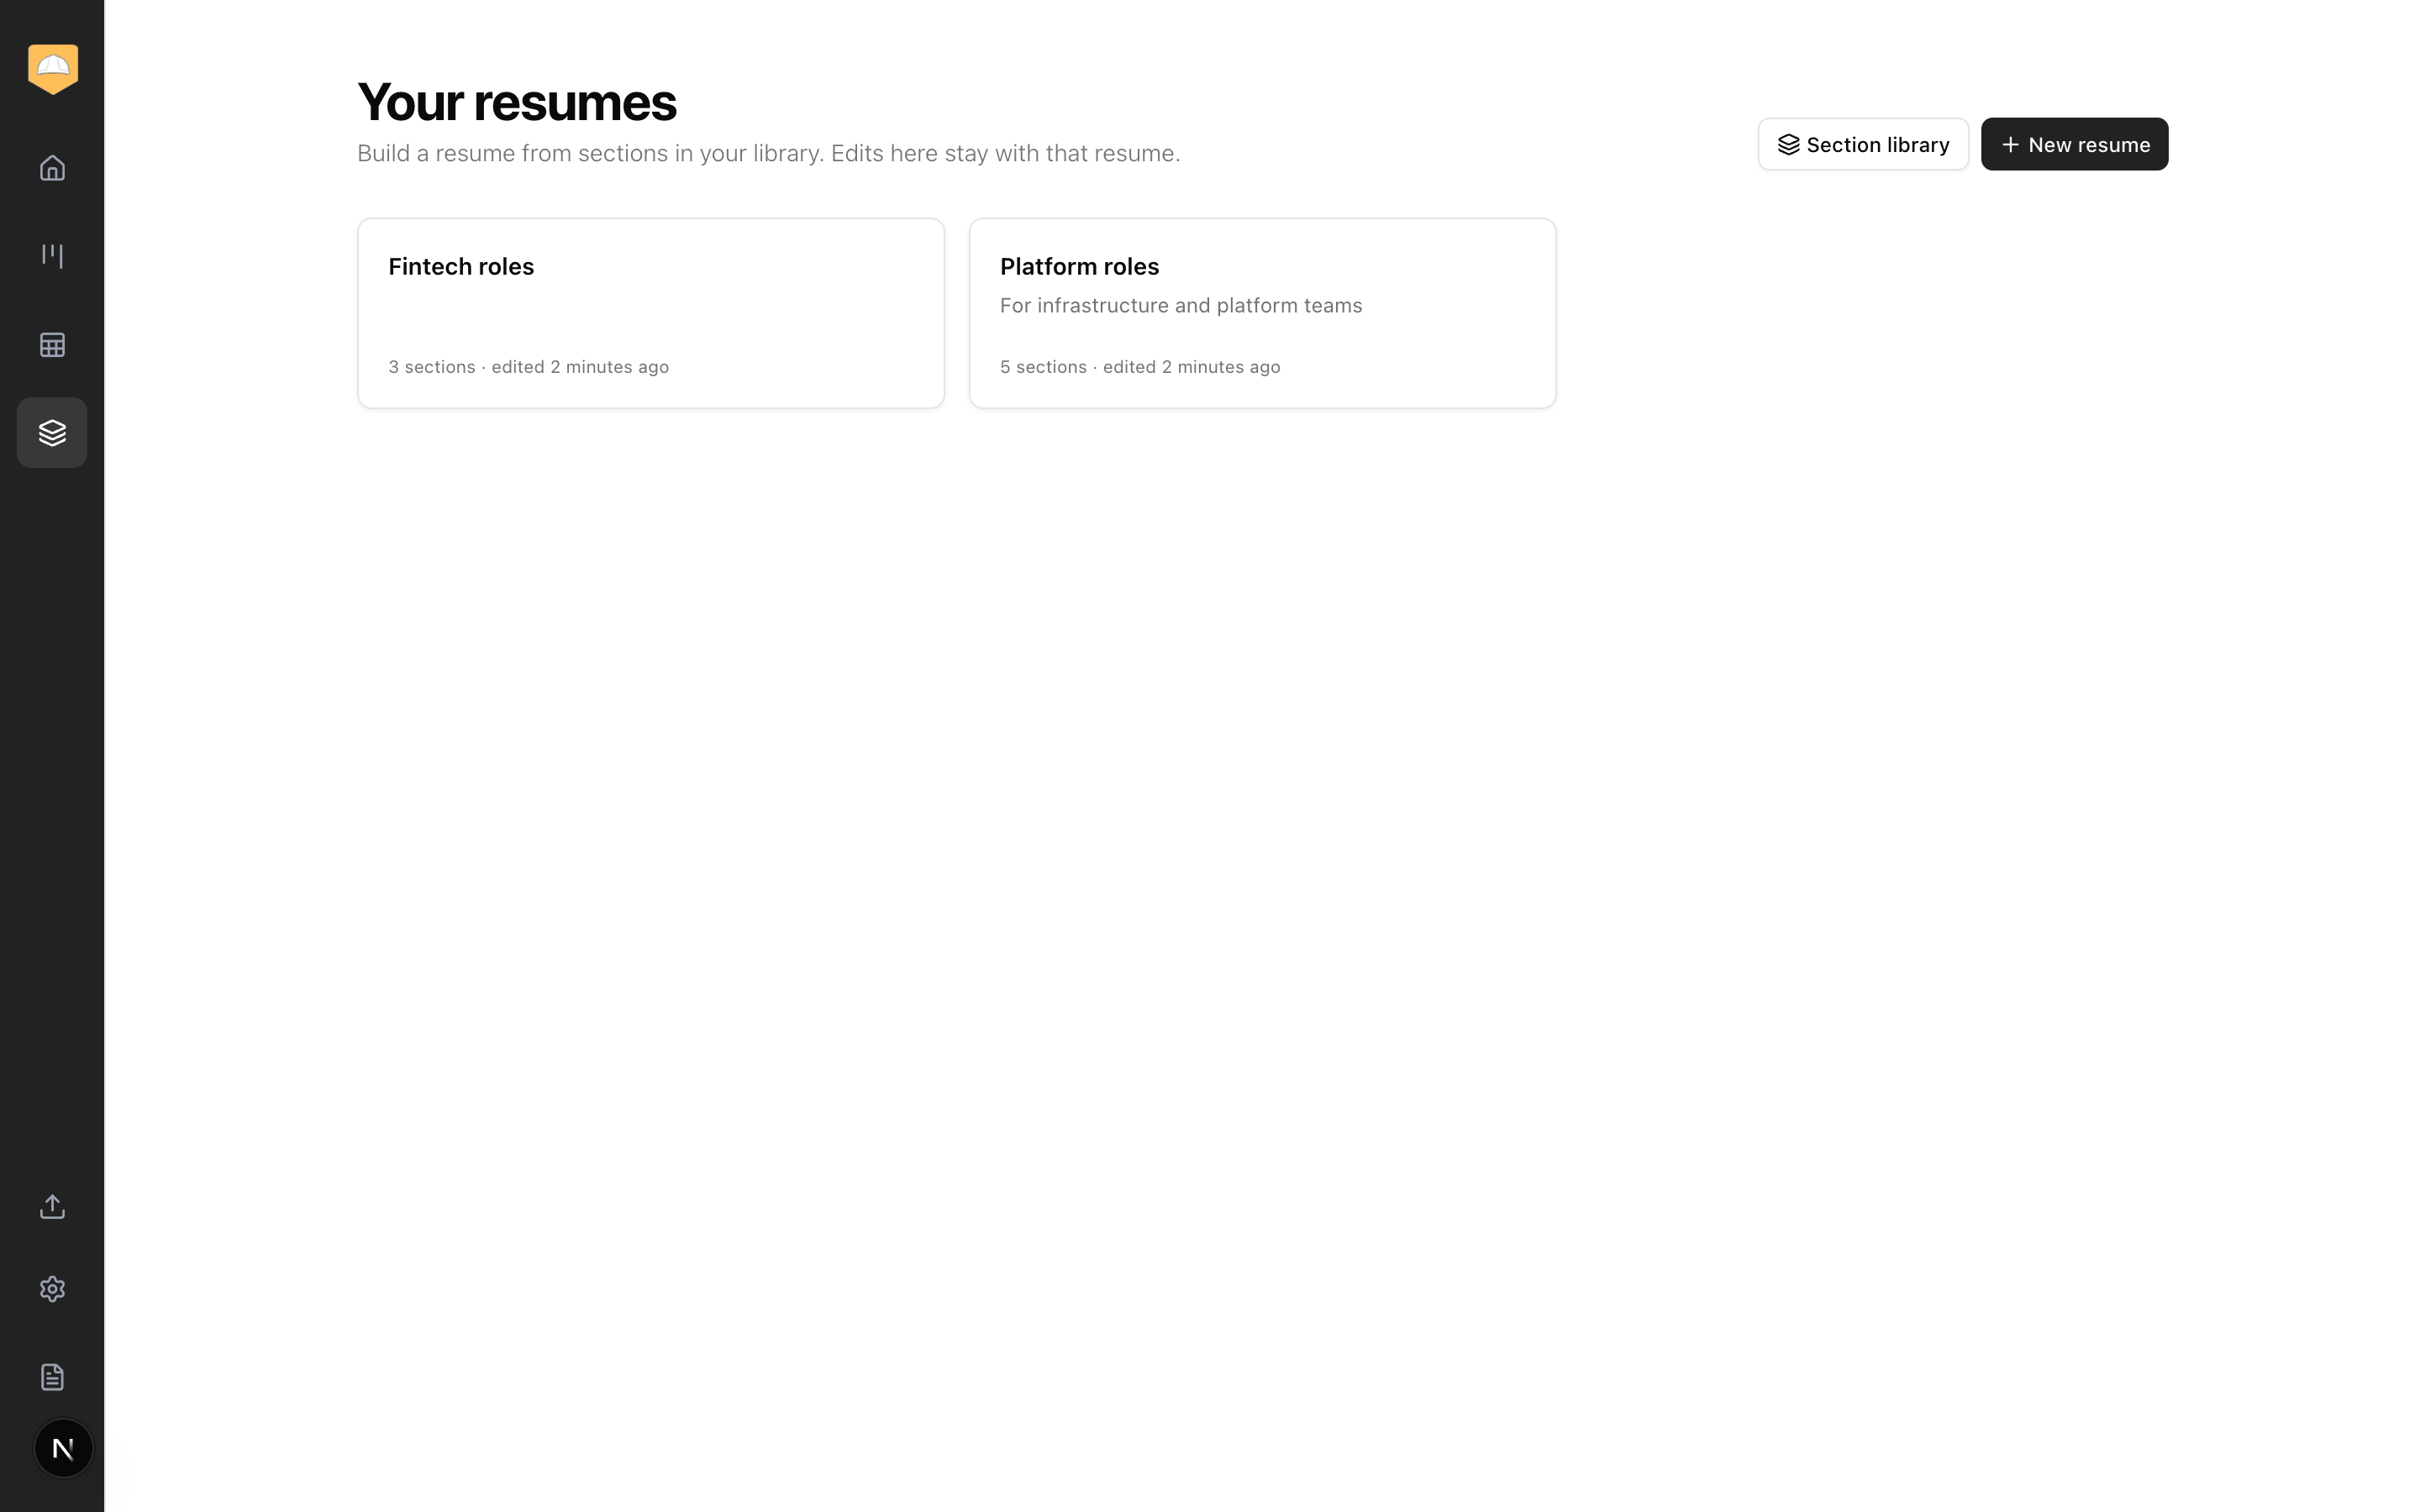 Your resumes
Build a resume from sections in your library. Edits here stay with that resume.
Section library
New resume
Fintech roles
3 sections · edited 2 minutes ago
Platform roles
For infrastructure and platform teams
5 sections · edited 2 minutes ago
N